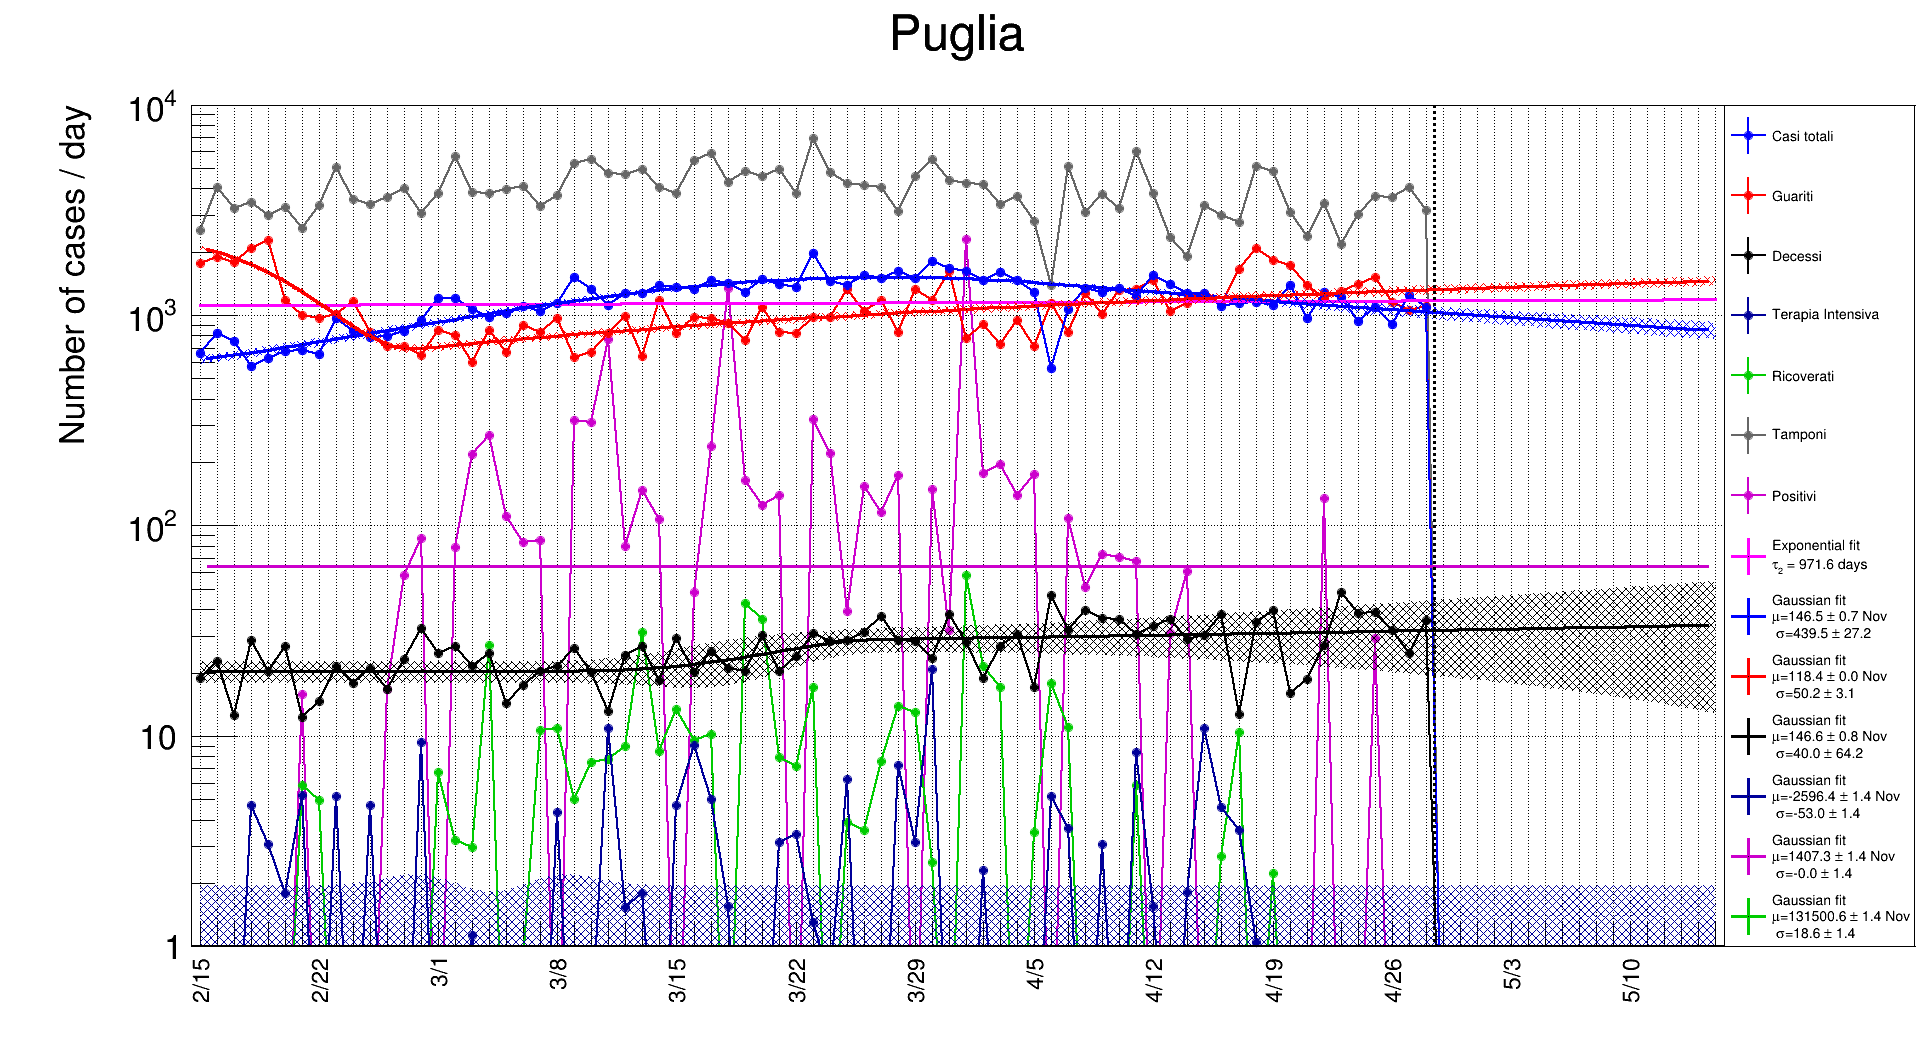 Puglia
Number of cases / day
10^4
10^3
10^2
10
1
2/15
2/22
3/1
3/8
3/15
3/22
3/29
4/5
4/12
4/19
4/26
5/3
5/10
Casi totali
Guariti
Decessi
Terapia Intensiva
Ricoverati
Tamponi
Positivi
Exponential fit
τ₂ = 971.6 days
Gaussian fit
μ=146.5 ± 0.7 Nov
σ=439.5 ± 27.2
Gaussian fit
μ=118.4 ± 0.0 Nov
σ=50.2 ± 3.1
Gaussian fit
μ=146.6 ± 0.8 Nov
σ=40.0 ± 64.2
Gaussian fit
μ=-2596.4 ± 1.4 Nov
σ=-53.0 ± 1.4
Gaussian fit
μ=1407.3 ± 1.4 Nov
σ=-0.0 ± 1.4
Gaussian fit
μ=131500.6 ± 1.4 Nov
σ=18.6 ± 1.4